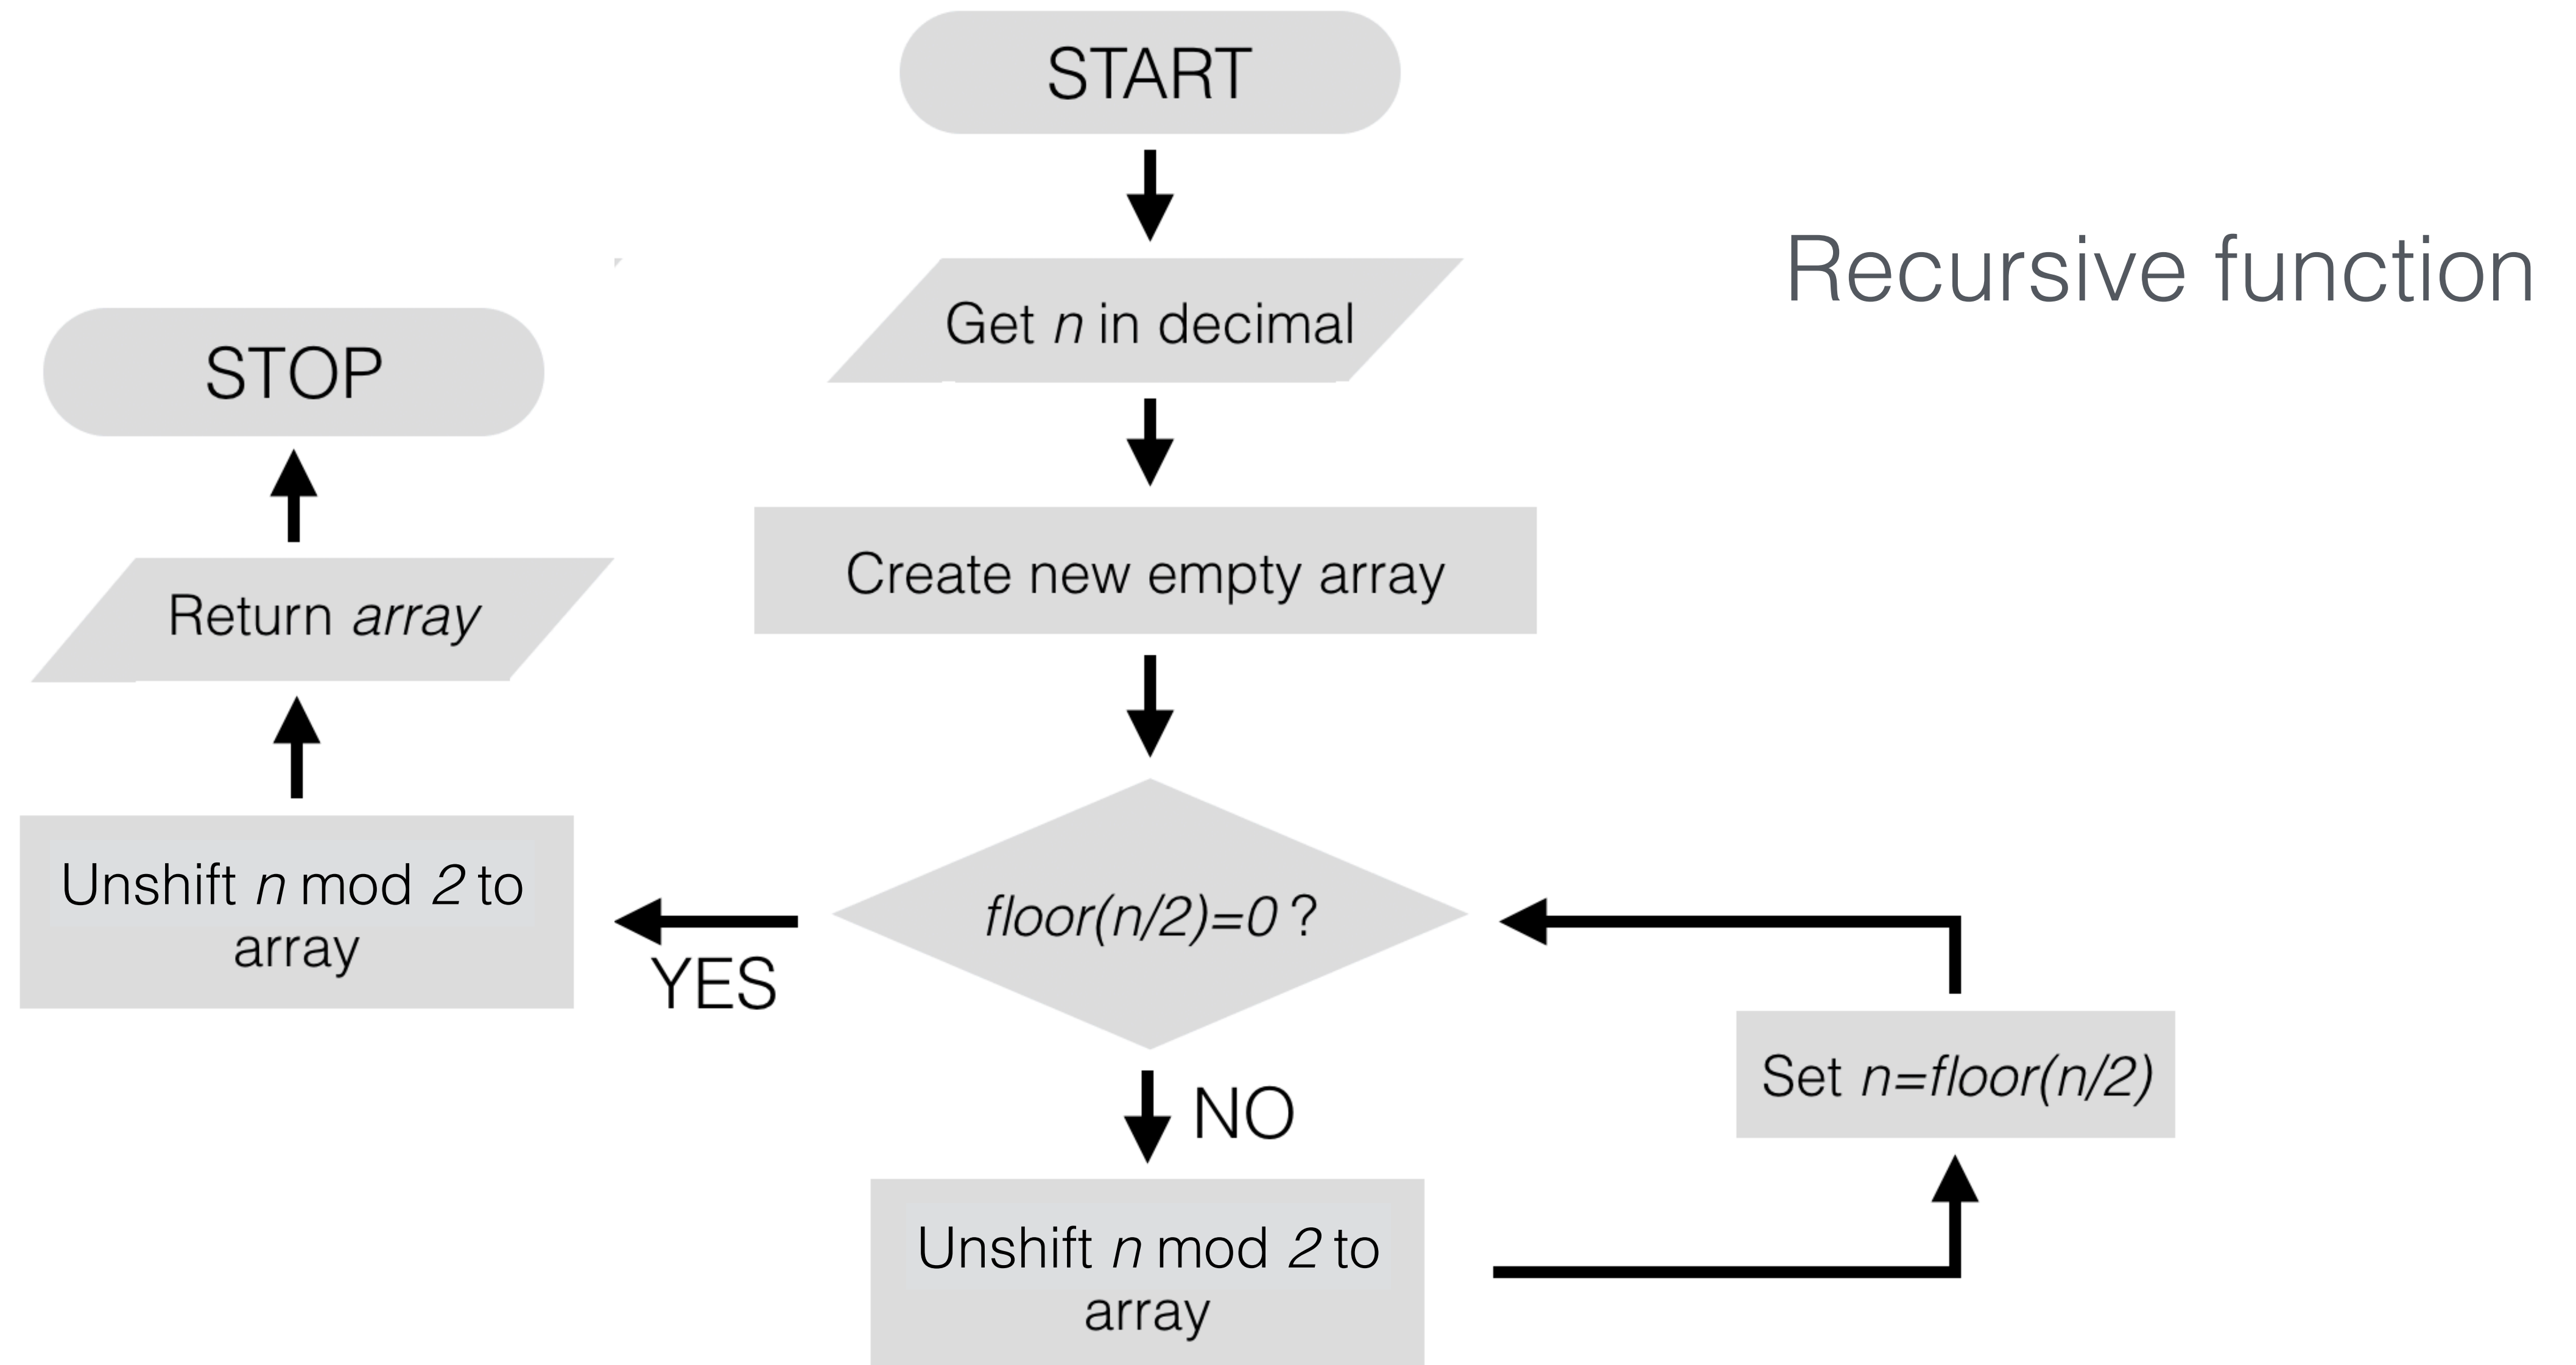 START
Recursive function
Get n in decimal
STOP
Create new empty array
Return array
floor(n/2)=0 ?
Unshift n mod 2 to
array
YES
NO
Set n=floor(n/2)
Unshift n mod 2 to
array